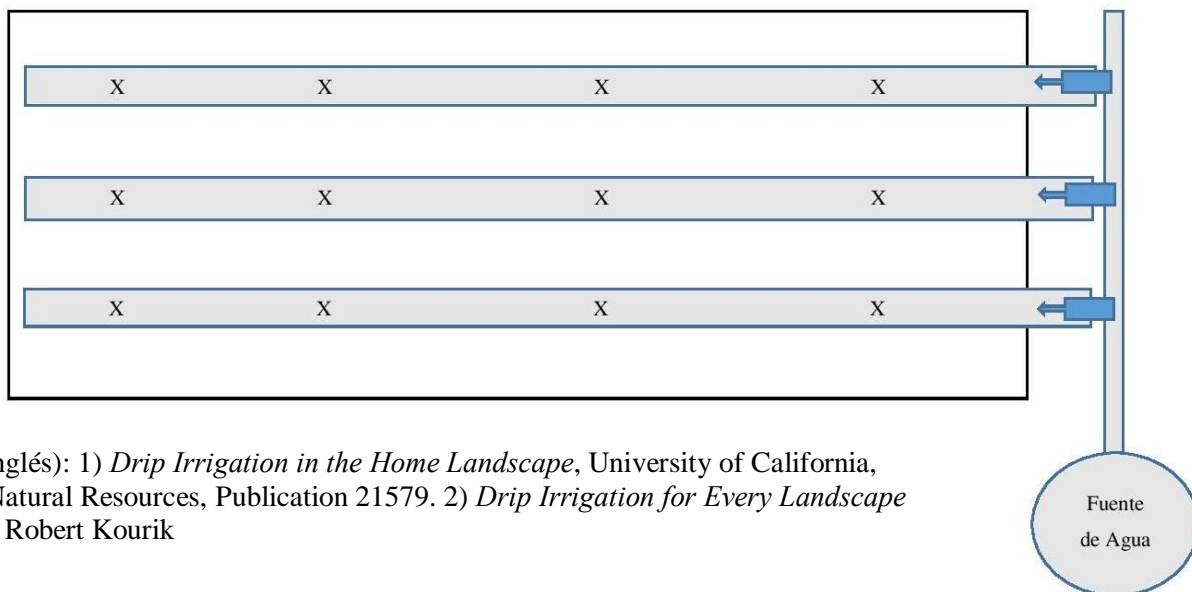 X X X X
X X X X
X X X X
nglés): 1) Drip Irrigation in the Home Landscape, University of California,
Natural Resources, Publication 21579. 2) Drip Irrigation for Every Landscape
Robert Kourik
Fuente
de Agua